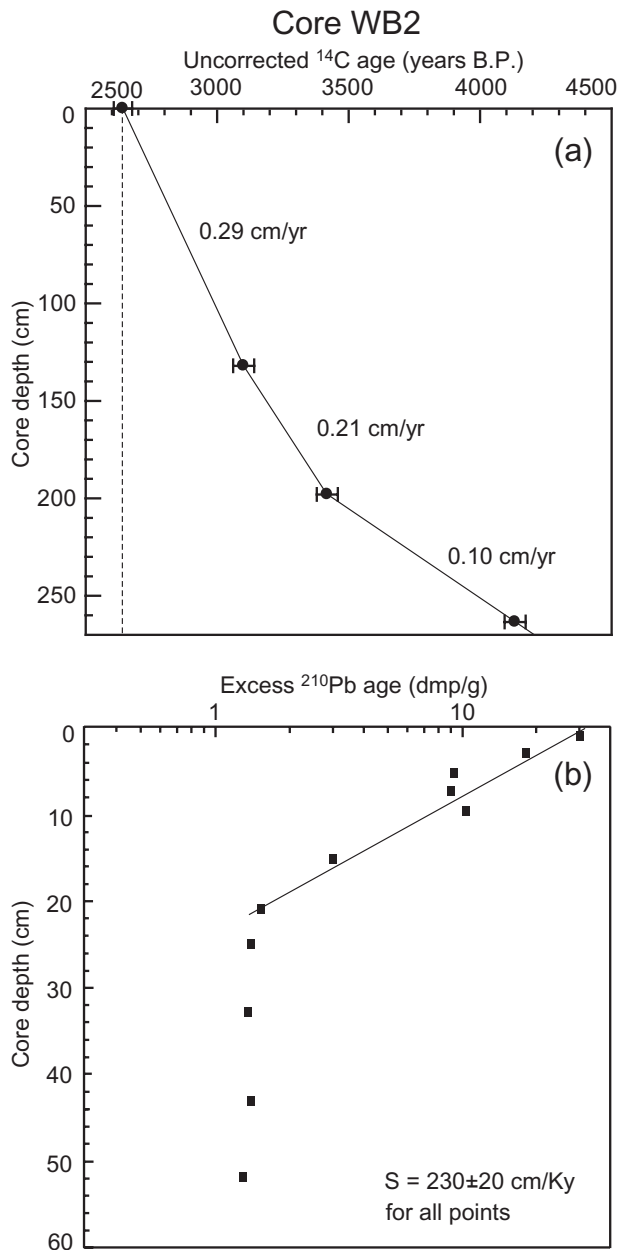 Core WB2
Uncorrected ¹⁴C age (years B.P.)
2500 3000 3500 4000 4500
0
(a)
50
0.29 cm/yr
100
Core depth (cm)
150
0.21 cm/yr
200
0.10 cm/yr
250
Excess ²¹⁰Pb age (dmp/g)
1 10
0
(b)
10
20
Core depth (cm)
30
40
50
S = 230±20 cm/Ky
for all points
60